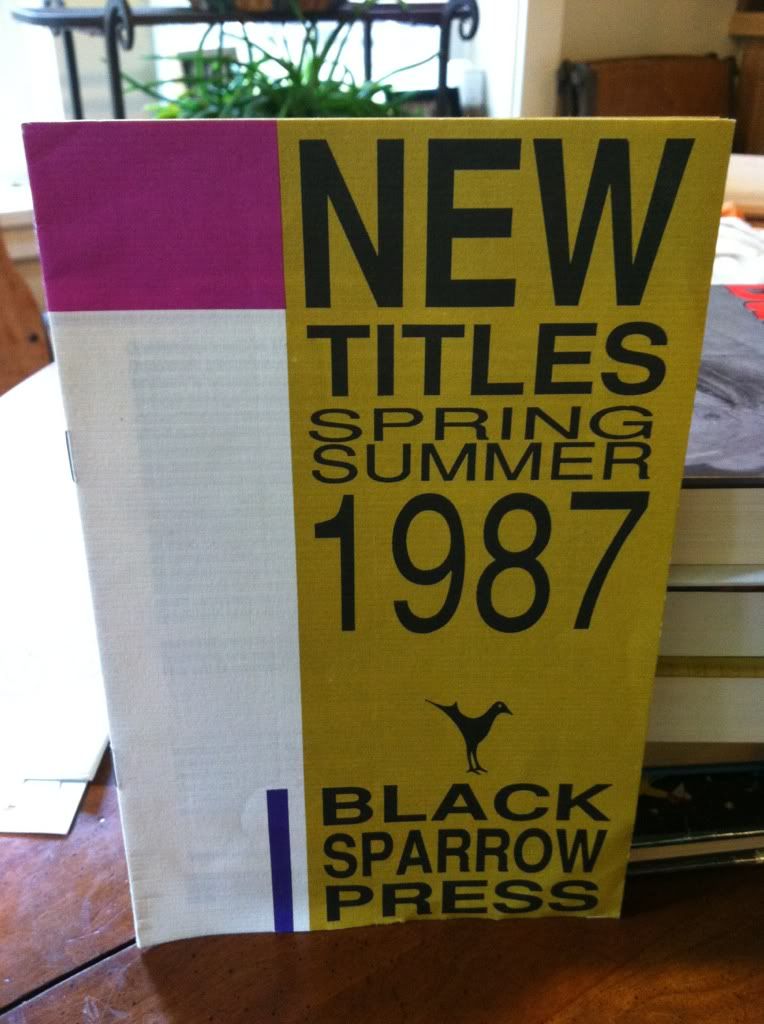 NEW
TITLES
SPRING
SUMMER
1987
BLACK
SPARROW
PRESS